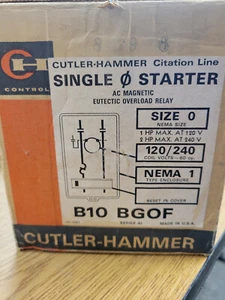 CUTLER-HAMMER Citation Line
SINGLE Ø STARTER
AC MAGNETIC
EUTECTIC OVERLOAD RELAY
CH
CONTROL
SIZE 0
NEMA SIZE
1 HP MAX. AT 120 V
2 HP MAX. AT 240 V
120/240
COIL VOLTS-60 cy.
NEMA 1
TYPE ENCLOSURE
RESET IN COVER
B10 BGOF
MADE IN U.S.A.
CUTLER-HAMMER